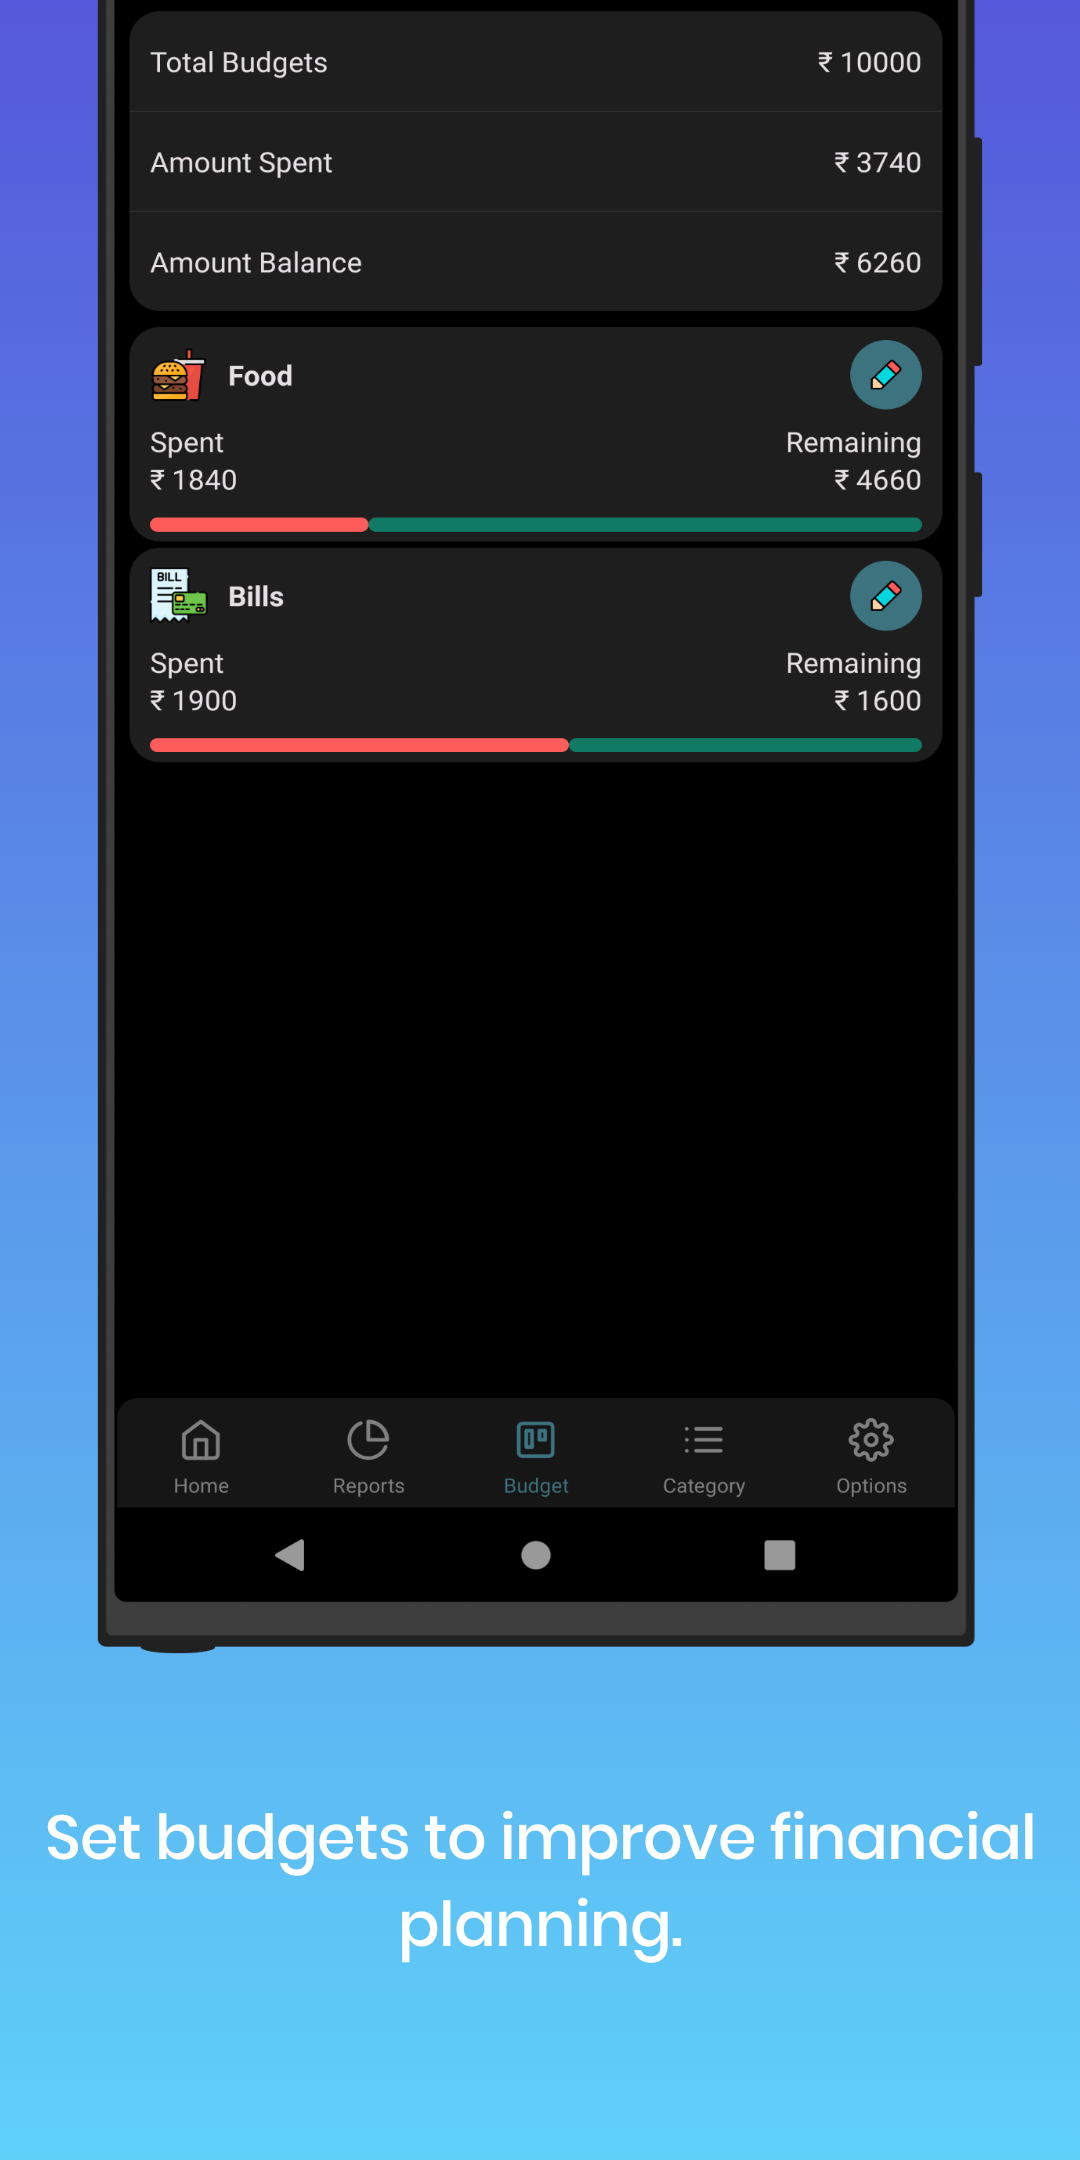 Total Budgets ₹ 10000
Amount Spent ₹ 3740
Amount Balance ₹ 6260
Food
Spent Remaining
₹ 1840 ₹ 4660
BILL
Bills
Spent Remaining
₹ 1900 ₹ 1600
Home Reports Budget Category Options
Set budgets to improve financial
planning.